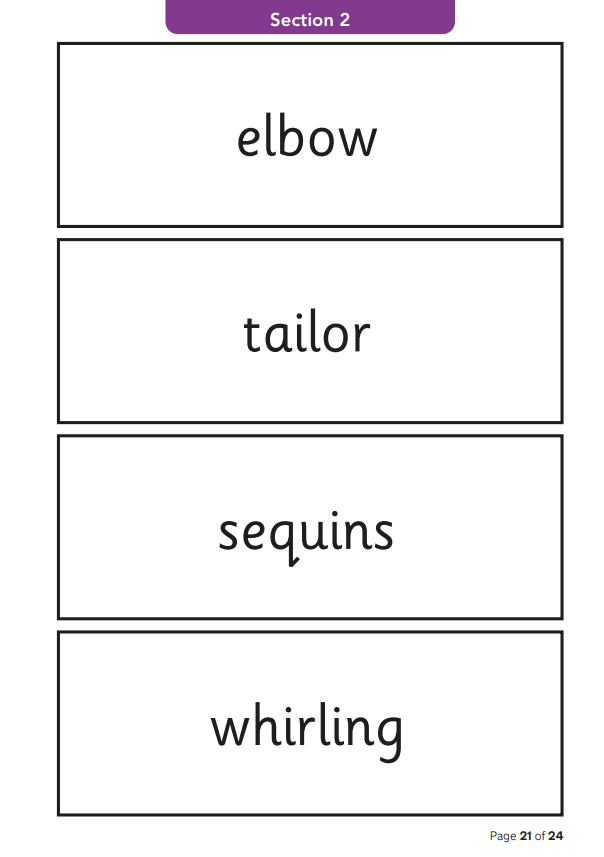 Section 2
elbow
tailor
sequins
whirling
Page 21 of 24